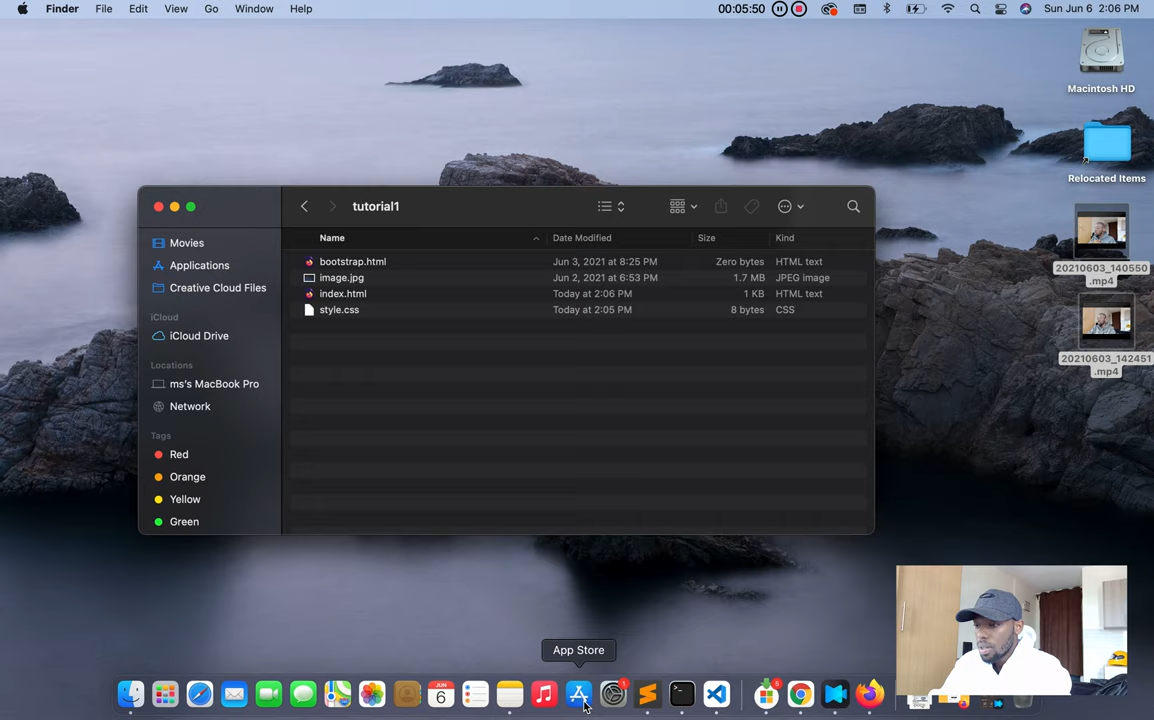 Finder File Edit View Go Window Help 00:05:50 Sun Jun 6 2:06 PM
Macintosh HD
Relocated Items
20210603_140550
.mp4
20210603_142451
.mp4
tutorial1
Movies
Applications
Creative Cloud Files
iCloud
iCloud Drive
Locations
ms's MacBook Pro
Network
Tags
Red
Orange
Yellow
Green
Name Date Modified Size Kind
bootstrap.html Jun 3, 2021 at 8:25 PM Zero bytes HTML text
image.jpg Jun 2, 2021 at 6:53 PM 1.7 MB JPEG image
index.html Today at 2:06 PM 1 KB HTML text
style.css Today at 2:05 PM 8 bytes CSS
App Store
JUN
6
1
5